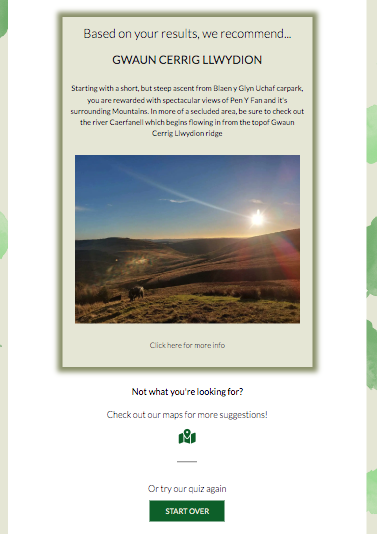 Based on your results, we recommend...
GWAUN CERRIG LLWYDION
Starting with a short, but steep ascent from Blaen y Glyn Uchaf carpark,
you are rewarded with spectacular views of Pen Y Fan and it's
surrounding Mountains. In more of a secluded area, be sure to check out
the river Caerfanell which begins flowing in from the topof Gwaun
Cerrig Llwydion ridge
Click here for more info
Not what you're looking for?
Check out our maps for more suggestions!
Or try our quiz again
START OVER